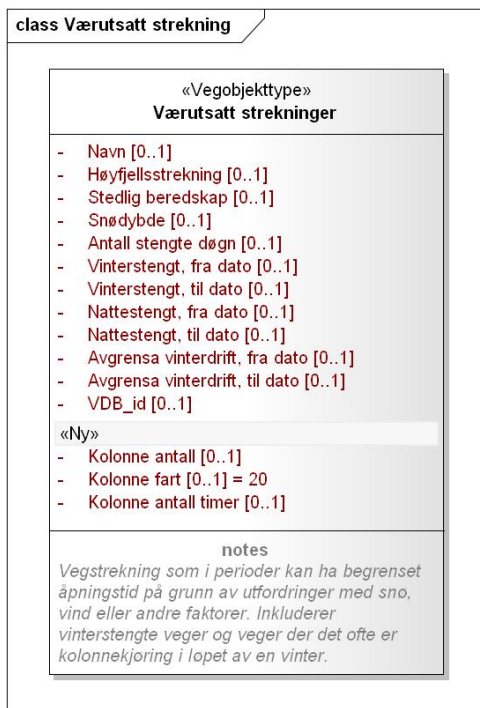 class Værutsatt strekning
«Vegobjekttype»
Værutsatt strekninger
- Navn [0..1]
- Høyfjellsstrekning [0..1]
- Stedlig beredskap [0..1]
- Snødybde [0..1]
- Antall stengte døgn [0..1]
- Vinterstengt, fra dato [0..1]
- Vinterstengt, til dato [0..1]
- Nattestengt, fra dato [0..1]
- Nattestengt, til dato [0..1]
- Avgrensa vinterdrift, fra dato [0..1]
- Avgrensa vinterdrift, til dato [0..1]
- VDB_id [0..1]
«Ny»
- Kolonne antall [0..1]
- Kolonne fart [0..1] = 20
- Kolonne antall timer [0..1]
notes
Vegstrekning som i perioder kan ha begrenset
åpningstid på grunn av utfordringer med snø,
vind eller andre faktorer. Inkluderer
vinterstengte veger og veger der det ofte er
kolonnekjøring i løpet av en vinter.